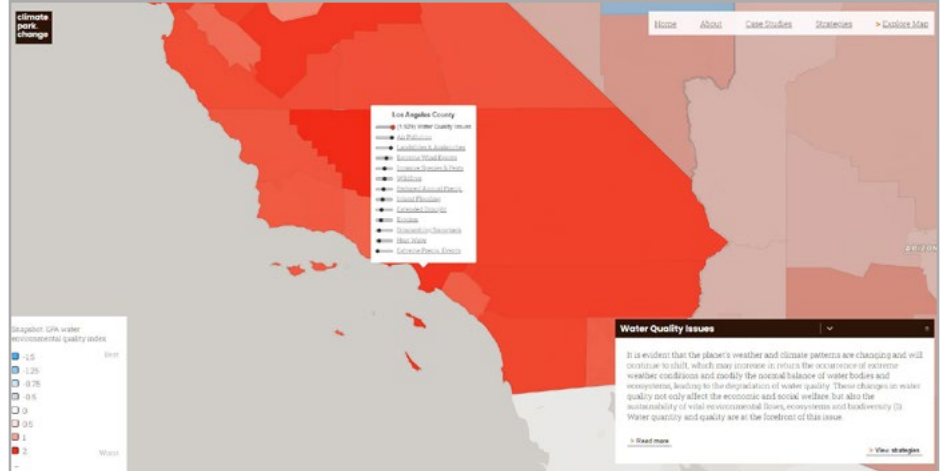 climate
park.
change
Home About Case Studies Strategies > Explore Map
Los Angeles County
Water Quality Issues
Air Pollution
Landslides & Avalanches
Extreme Wind Events
Invasive Species & Pests
Wildfires
Reduced Annual Precip.
Inland Flooding
Extended Drought
Erosion
Diminishing Snowpack
Heat Wave
Extreme Precip. Events
ARIZON
Snapshot: EPA water
environmental quality index
-1.5 Best
-1.25
-0.75
-0.5
0
0.5
1
2 Worst
Water Quality Issues
It is evident that the planet's weather and climate patterns are changing and will
continue to shift, which may increase in return the occurrence of extreme
weather conditions and modify the normal balance of water bodies and
ecosystems, leading to the degradation of water quality. These changes in water
quality not only affect the economic and social welfare, but also the
sustainability of vital environmental flows, ecosystems and biodiversity (1).
Water quantity and quality are at the forefront of this issue.
> Read more
> View strategies